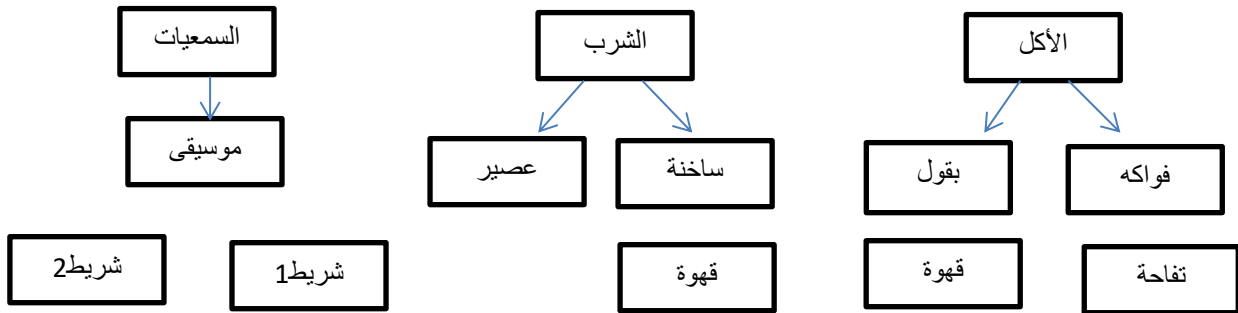 الأكل
الشرب
السمعيات
فواكه
بقول
ساخنة
عصير
موسيقى
تفاحة
قهوة
قهوة
شريط1
شريط2